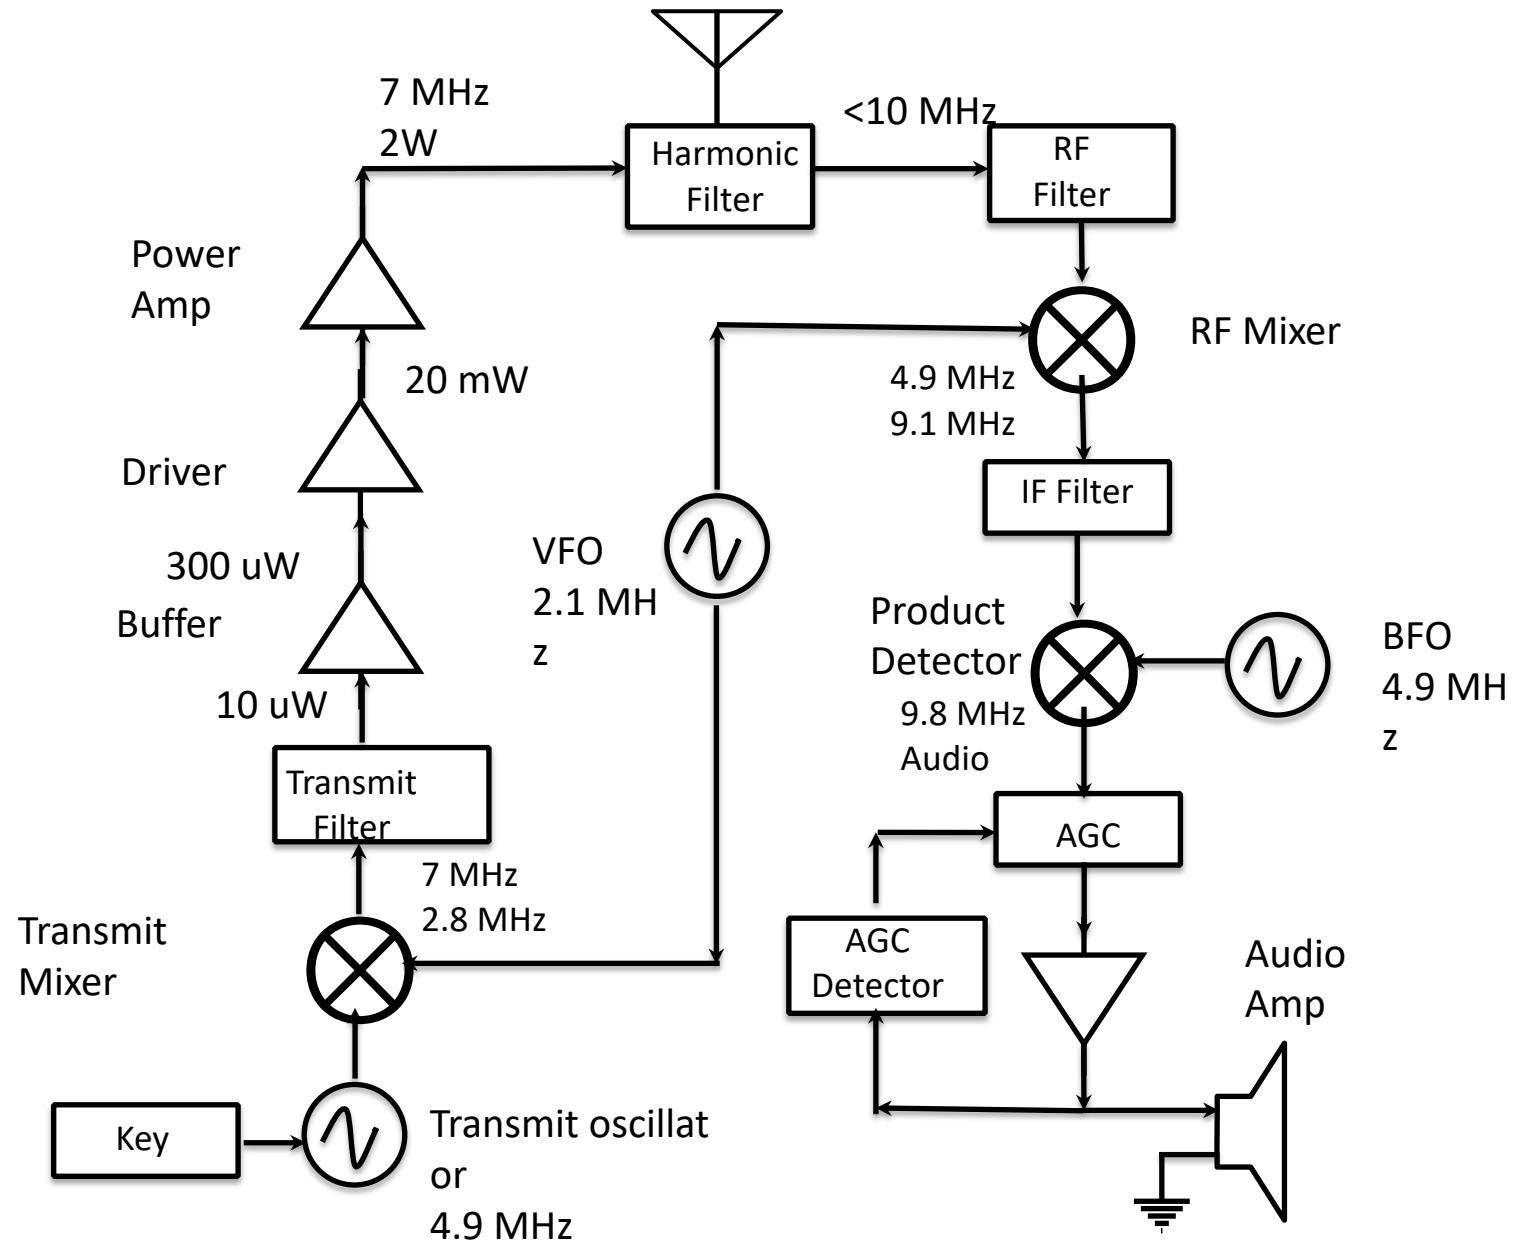 7 MHz
2W
<10 MHz
Harmonic
Filter
RF
Filter
Power
Amp
RF Mixer
20 mW
4.9 MHz
9.1 MHz
Driver
IF Filter
300 uW
VFO
2.1 MH
z
Buffer
Product
Detector
BFO
4.9 MH
z
10 uW
9.8 MHz
Audio
Transmit
Filter
AGC
7 MHz
2.8 MHz
Transmit
Mixer
AGC
Detector
Audio
Amp
Key
Transmit oscillat
or
4.9 MHz